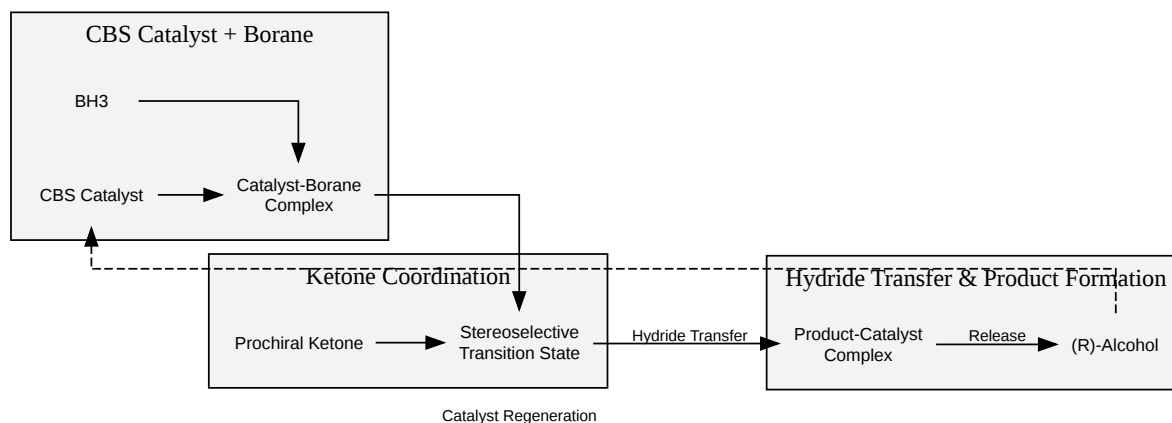 CBS Catalyst + Borane
BH3
CBS Catalyst
Catalyst-Borane
Complex
Ketone Coordination
Prochiral Ketone
Stereoselective
Transition State
Hydride Transfer
Hydride Transfer & Product Formation
Product-Catalyst
Complex
Release
(R)-Alcohol
Catalyst Regeneration